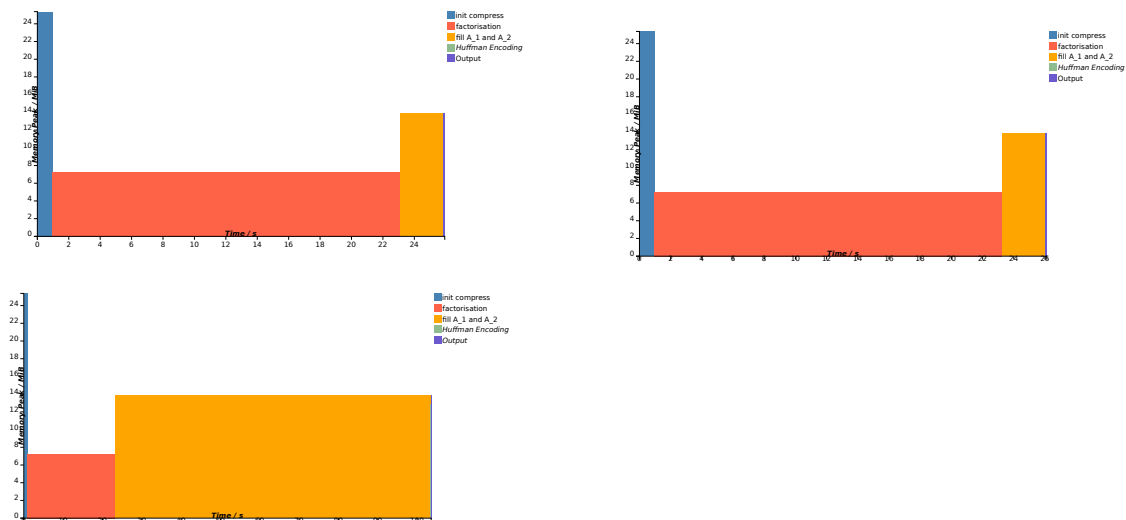 24
22
20
18
16
14
12
10
8
6
4
2
0
Memory Peak / MiB
0 2 4 6 8 10 12 14 16 18 20 22 24
Time / s
init compress
factorisation
fill A_1 and A_2
Huffman Encoding
Output
24
22
20
18
16
14
12
10
8
6
4
2
0
Memory Peak / MiB
0 2 4 6 8 10 12 14 16 18 20 22 24 26
Time / s
init compress
factorisation
fill A_1 and A_2
Huffman Encoding
Output
24
22
20
18
16
14
12
10
8
6
4
2
0
Memory Peak / MiB
Time / s
init compress
factorisation
fill A_1 and A_2
Huffman Encoding
Output